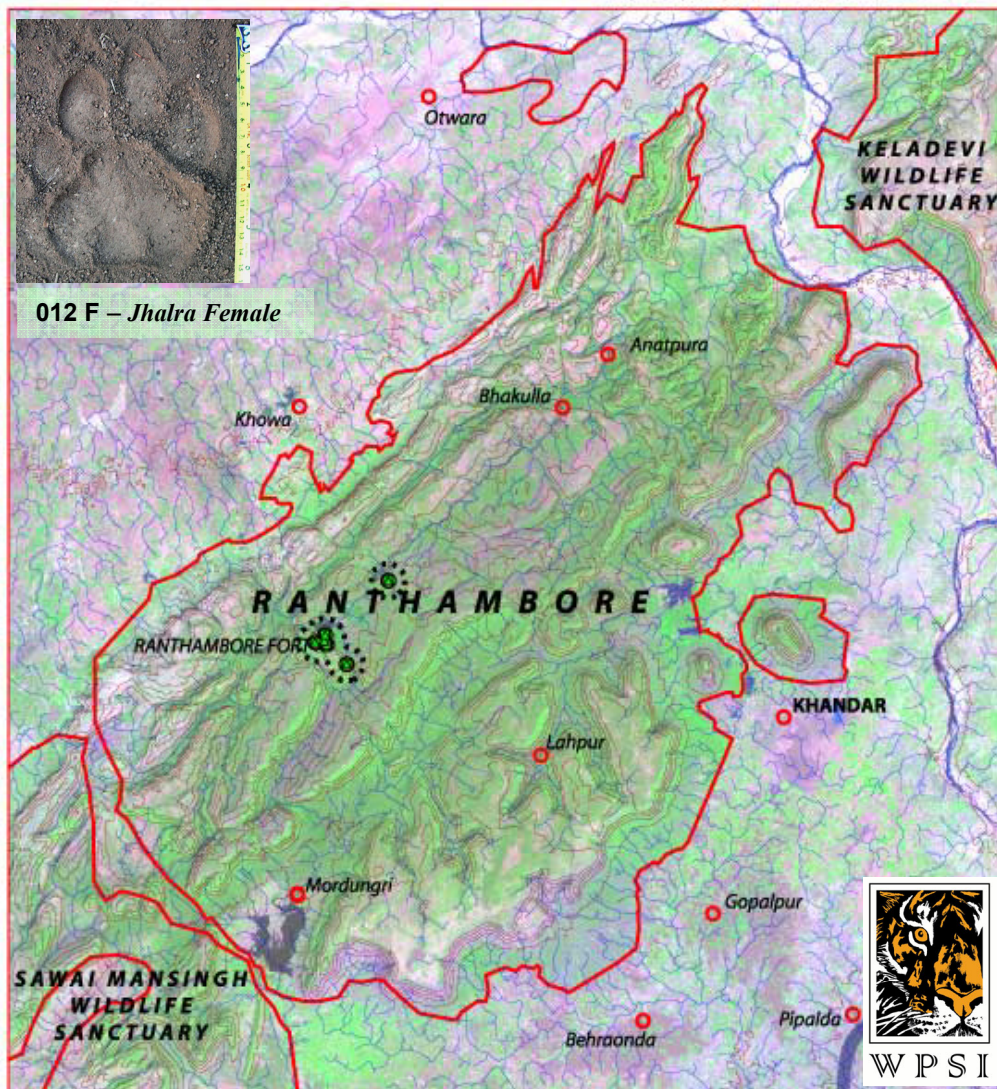 Otwara
KELADEVI
WILDLIFE
SANCTUARY
012 F – Jhalra Female
Anatpura
Bhakulla
Khowa
RANTHAMBORE
RANTHAMBORE FORT
KHANDAR
Lahpur
Mordungri
Gopalpur
SAWAI MANSINGH
WILDLIFE
SANCTUARY
Behraonda
Pipalda
WPSI